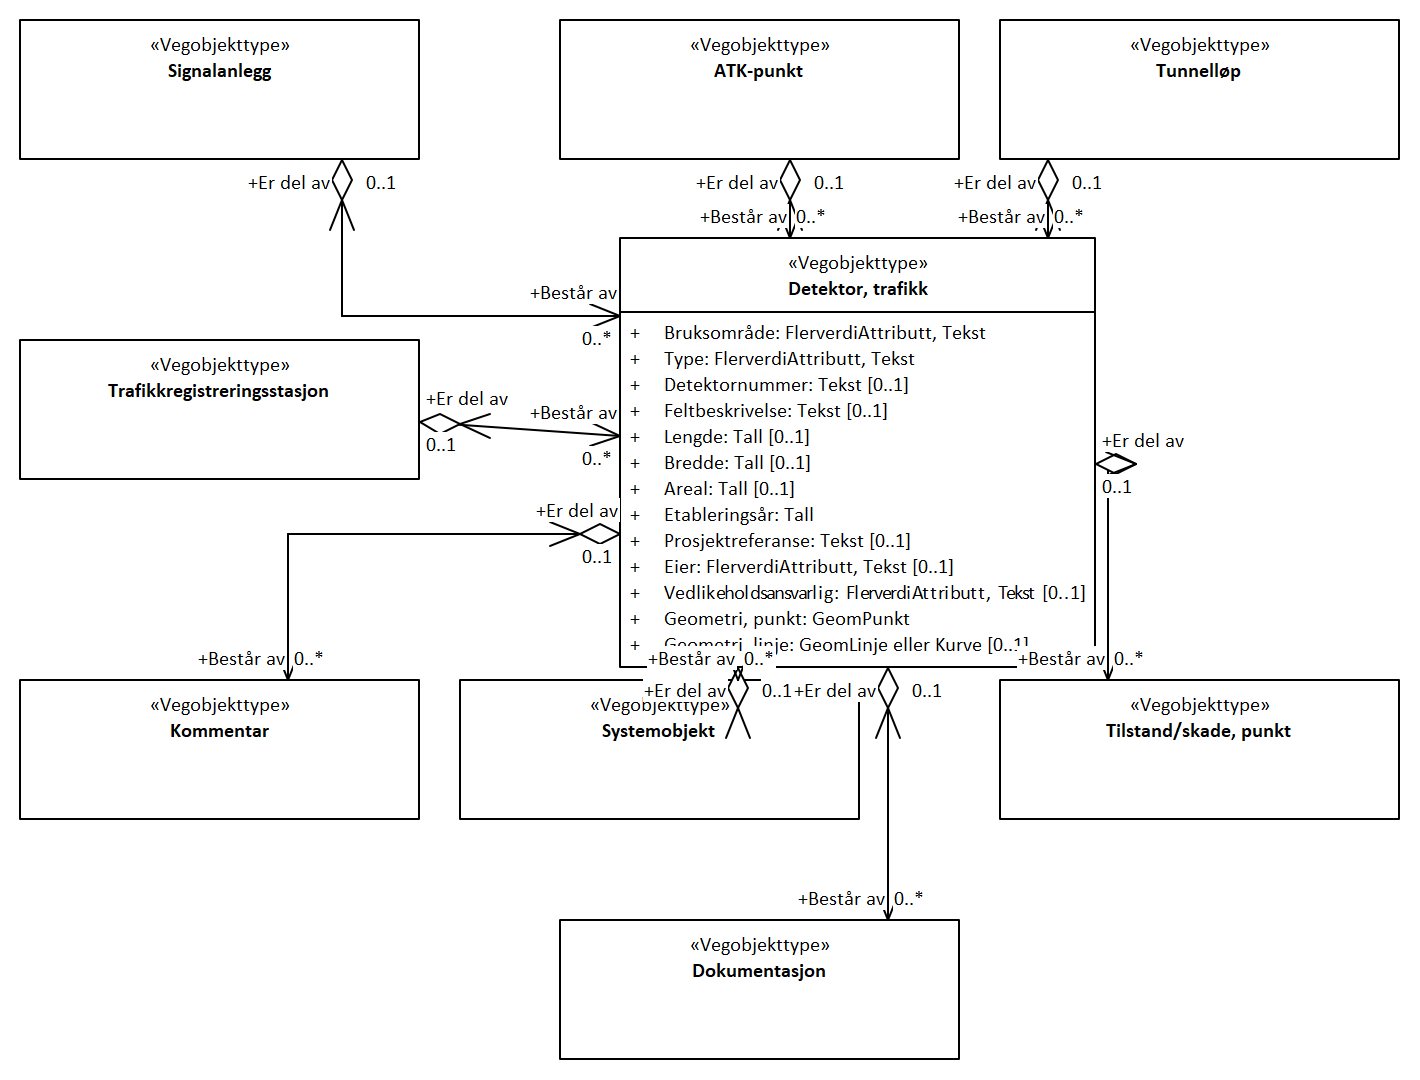 «Vegobjekttype»
Signalanlegg
«Vegobjekttype»
ATK-punkt
«Vegobjekttype»
Tunnelløp
+Er del av
0..1
+Er del av
0..1
+Er del av
0..1
+Består av
0..*
+Består av
0..*
«Vegobjekttype»
Detektor, trafikk
+Består av
0..*
+ Bruksområde: FlerverdiAttributt, Tekst
+ Type: FlerverdiAttributt, Tekst
+ Detektornummer: Tekst [0..1]
+ Feltbeskrivelse: Tekst [0..1]
+ Lengde: Tall [0..1]
+ Bredde: Tall [0..1]
+ Areal: Tall [0..1]
+ Etableringsår: Tall
+ Prosjektreferanse: Tekst [0..1]
+ Eier: FlerverdiAttributt, Tekst [0..1]
+ Vedlikeholdsansvarlig: FlerverdiAttributt, Tekst [0..1]
+ Geometri, punkt: GeomPunkt
+ Geometri, linje: GeomLinje eller Kurve [0..1]
«Vegobjekttype»
Trafikkregistreringsstasjon
+Er del av
0..1
+Består av
0..*
+Er del av
0..1
+Er del av
0..1
+Består av
0..*
+Består av
0..*
+Består av
0..*
+Er del av
0..1
+Er del av
0..1
«Vegobjekttype»
Kommentar
«Vegobjekttype»
Systemobjekt
«Vegobjekttype»
Tilstand/skade, punkt
+Består av
0..*
«Vegobjekttype»
Dokumentasjon